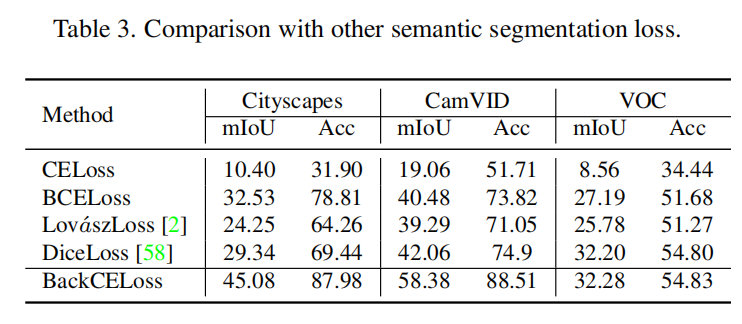 Table 3. Comparison with other semantic segmentation loss.
Method Cityscapes CamVID VOC
mIoU Acc mIoU Acc mIoU Acc
CELoss 10.40 31.90 19.06 51.71 8.56 34.44
BCELoss 32.53 78.81 40.48 73.82 27.19 51.68
LovászLoss [2] 24.25 64.26 39.29 71.05 25.78 51.27
DiceLoss [58] 29.34 69.44 42.06 74.9 32.20 54.80
BackCELoss 45.08 87.98 58.38 88.51 32.28 54.83